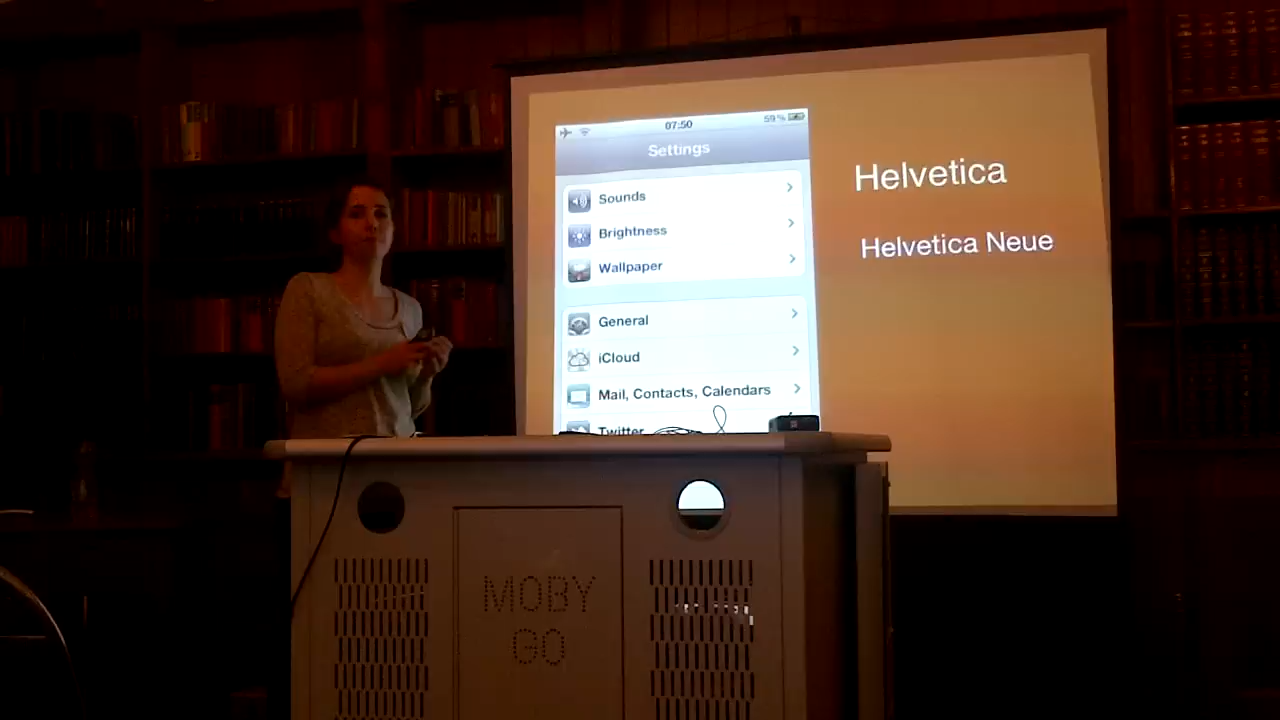 07:50
59%
Settings
Sounds
Brightness
Wallpaper
General
iCloud
Mail, Contacts, Calendars
Twitter
Helvetica
Helvetica Neue
MOBY
GO